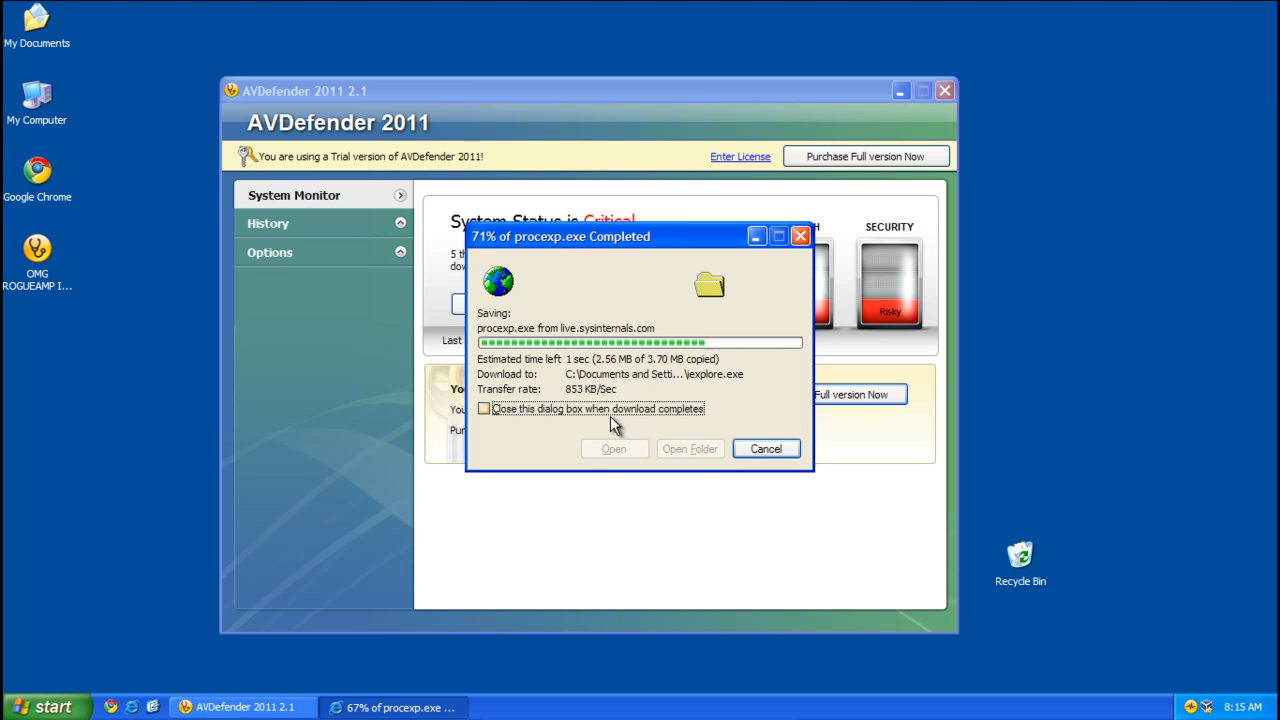 My Documents
My Computer
Google Chrome
OMG
ROGUEAMP I...
AVDefender 2011 2.1
AVDefender 2011
You are using a Trial version of AVDefender 2011!
Enter License
Purchase Full version Now
System Monitor
History
Options
System Status is Critical
SECURITY
Risky
Last
Full version Now
71% of procexp.exe Completed
Saving:
procexp.exe from live.sysinternals.com
Estimated time left 1 sec (2.56 MB of 3.70 MB copied)
Download to: C:\Documents and Setti...\iexplore.exe
Transfer rate: 853 KB/Sec
Close this dialog box when download completes
Open
Open Folder
Cancel
Recycle Bin
start
AVDefender 2011 2.1
67% of procexp.exe ...
8:15 AM